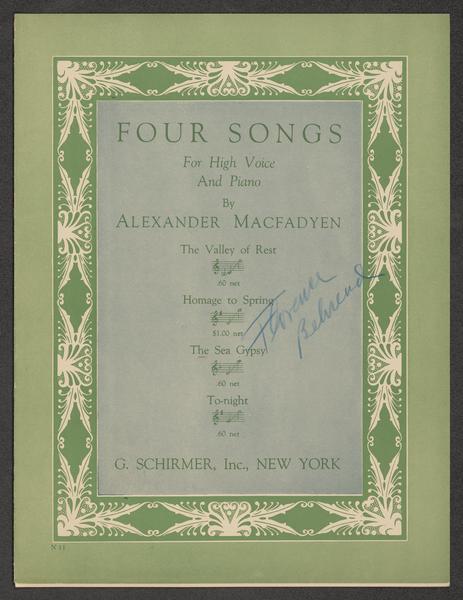 FOUR SONGS
For High Voice
And Piano
By
ALEXANDER MACFADYEN
The Valley of Rest
.60 net
Homage to Spring
$1.00 net
The Sea Gypsy
.60 net
To-night
.60 net
Florence
Behrend
G. SCHIRMER, Inc., NEW YORK
N 11